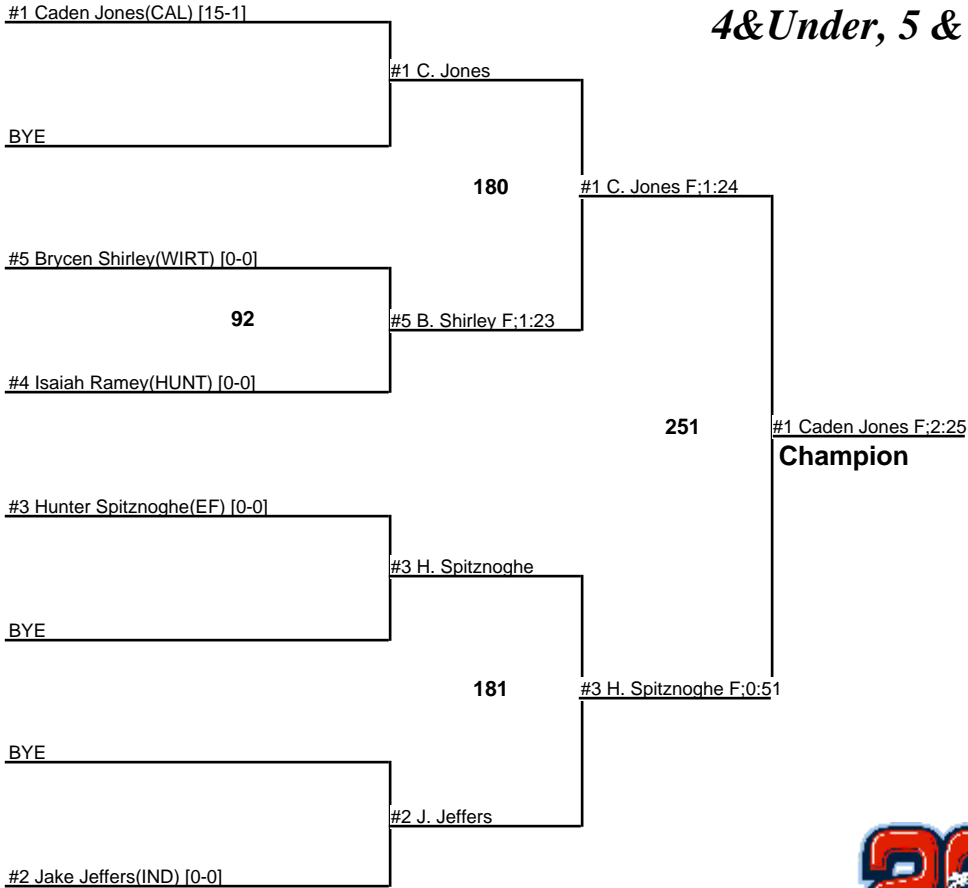 #1 Caden Jones(CAL) [15-1]
4&Under, 5 &
#1 C. Jones
BYE
180
#1 C. Jones F;1:24
#5 Brycen Shirley(WIRT) [0-0]
92
#5 B. Shirley F;1:23
#4 Isaiah Ramey(HUNT) [0-0]
251
#1 Caden Jones F;2:25
Champion
#3 Hunter Spitznoghe(EF) [0-0]
#3 H. Spitznoghe
BYE
181
#3 H. Spitznoghe F;0:51
BYE
#2 J. Jeffers
#2 Jake Jeffers(IND) [0-0]